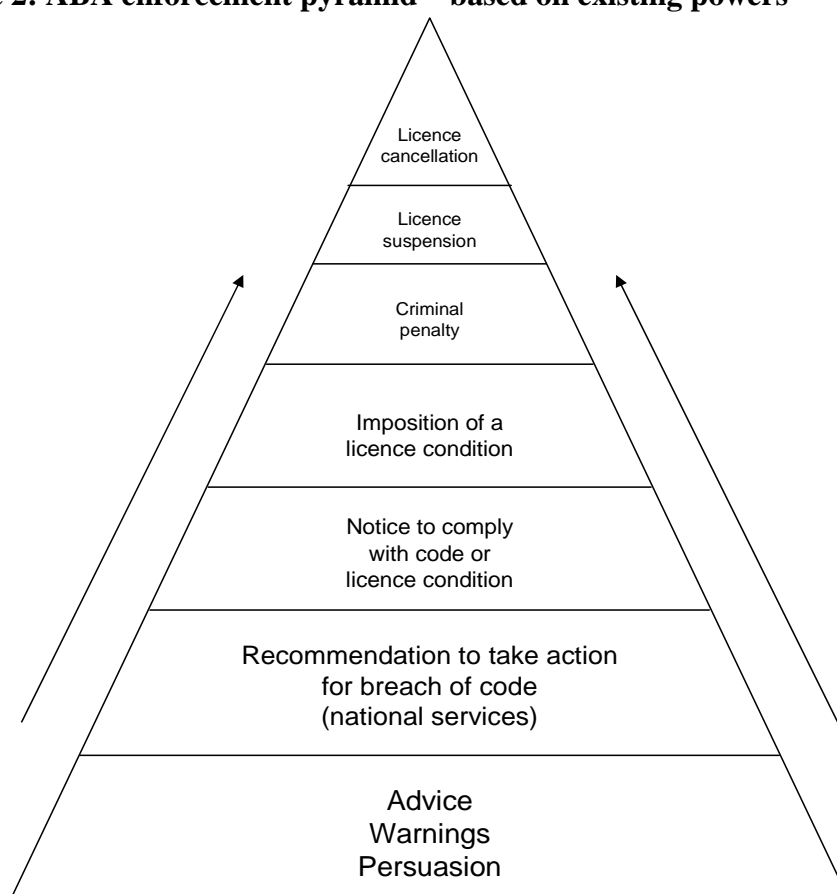 2: ABA enforcement pyramid based on existing powers
Licence
cancellation
Licence
suspension
Criminal
penalty
Imposition of a
licence condition
Notice to comply
with code or
licence condition
Recommendation to take action
for breach of code
(national services)
Advice
Warnings
Persuasion